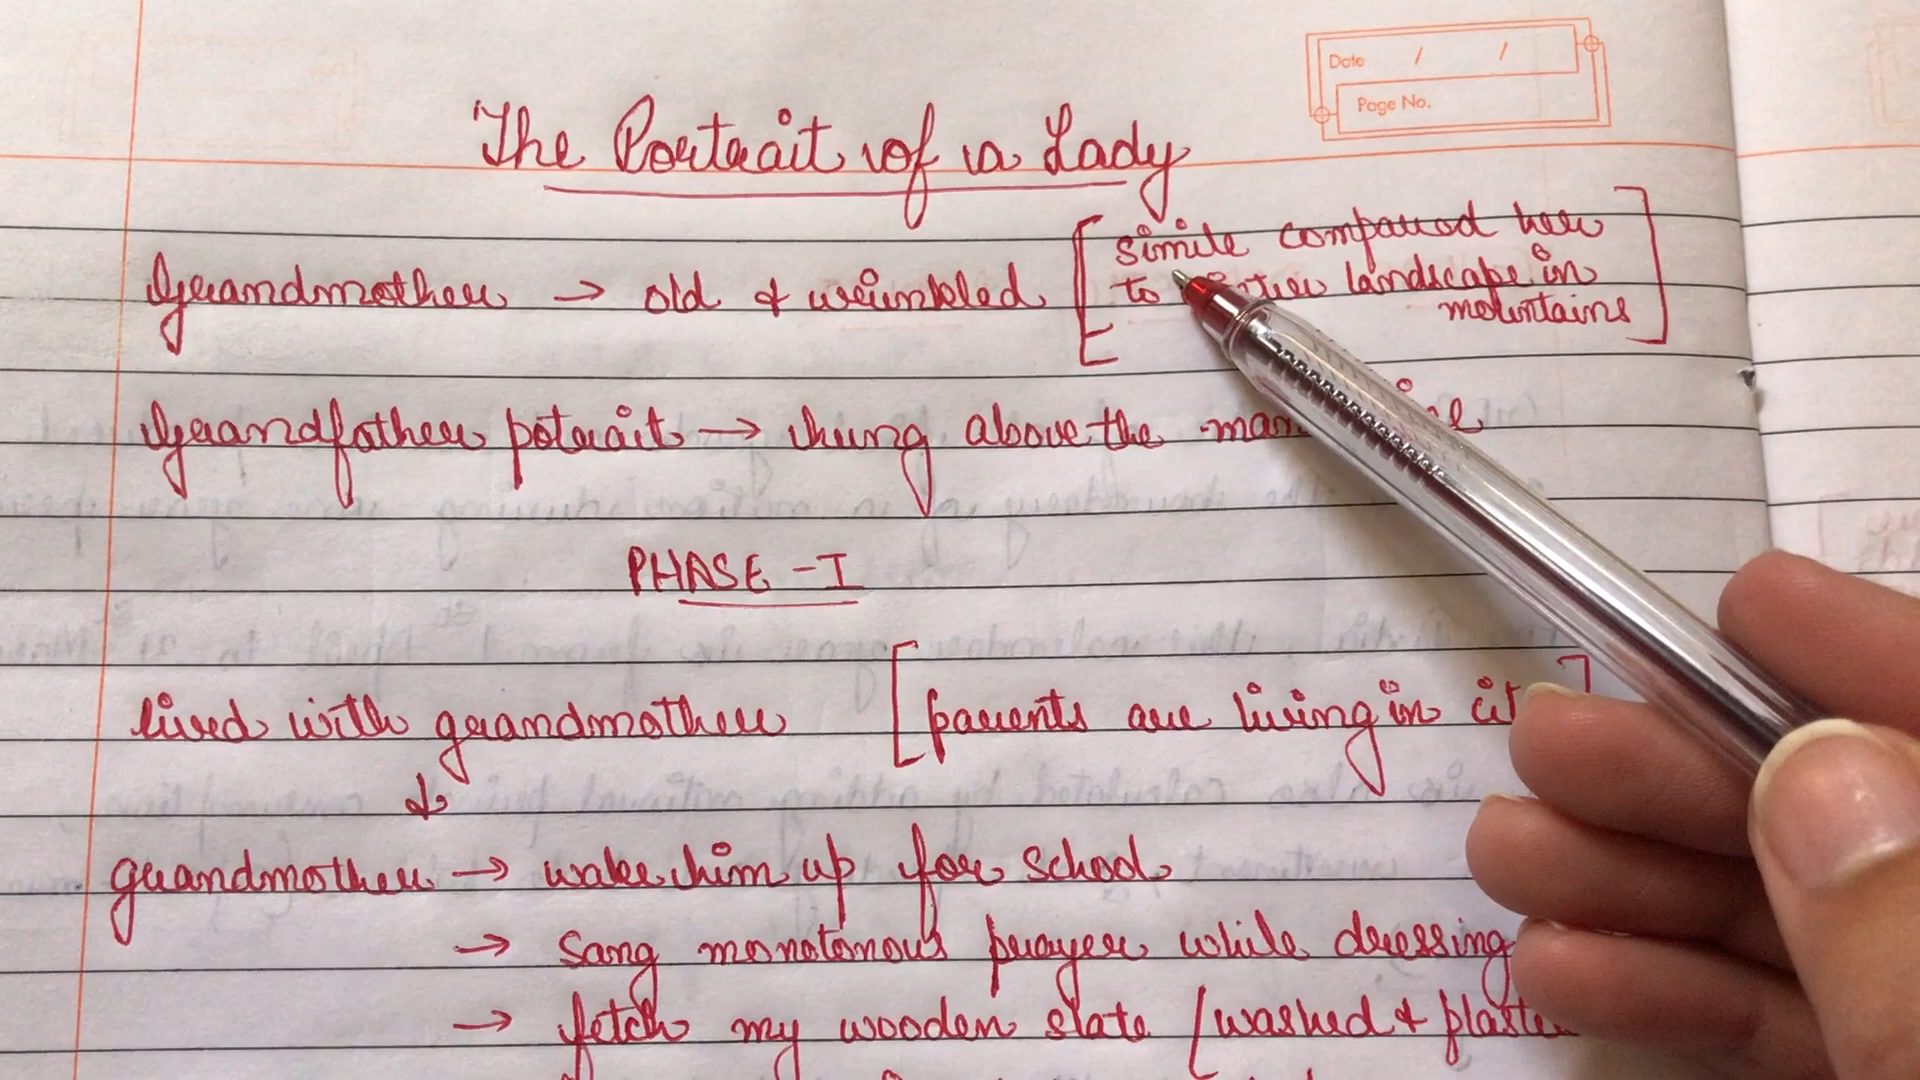 Date / /
Page No.
The Portrait of a Lady
Grandmother → old & wrinkled [simile compared her
to winter landscape in
mountains]
Grandfather potrait → hung above the
PHASE - I
lived with grandmother [parents are living in]
↓
grandmother → wake him up for school
→ Sang monotonous prayer while dressing
→ fetch my wooden slate [washed &